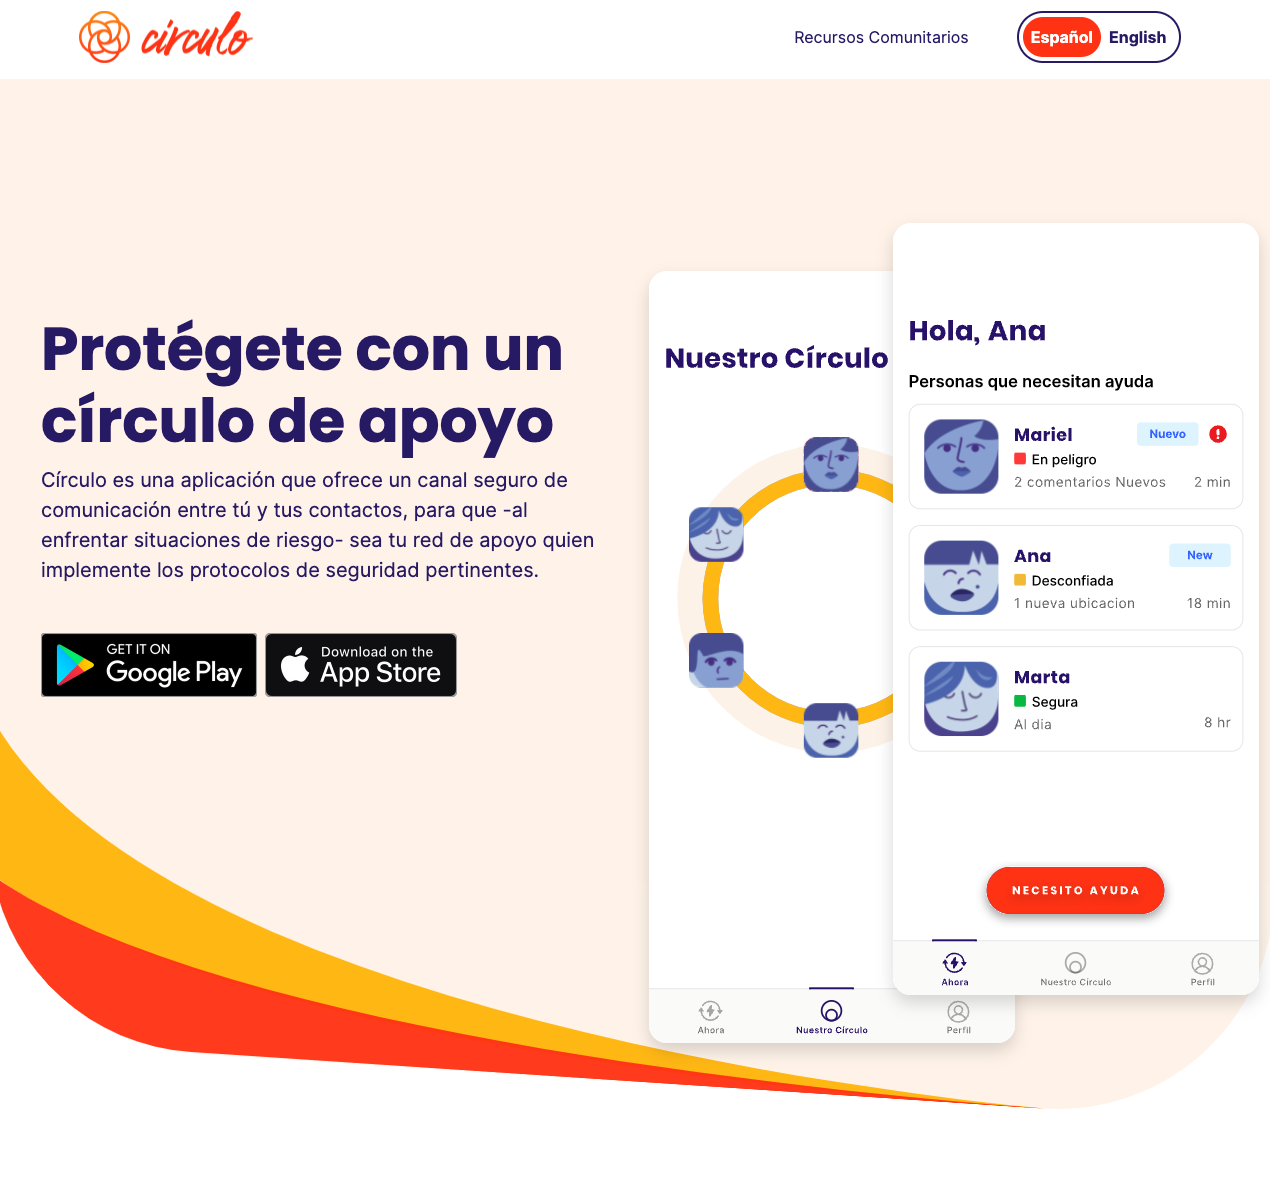 círculo
Recursos Comunitarios
Español English
Protégete con un
círculo de apoyo
Círculo es una aplicación que ofrece un canal seguro de
comunicación entre tú y tus contactos, para que -al
enfrentar situaciones de riesgo- sea tu red de apoyo quien
implemente los protocolos de seguridad pertinentes.
GET IT ON
Google Play
Download on the
App Store
Nuestro Círculo
Ahora
Nuestro Círculo
Perfil
Hola, Ana
Personas que necesitan ayuda
Mariel Nuevo
En peligro
2 comentarios Nuevos 2 min
Ana New
Desconfiada
1 nueva ubicacion 18 min
Marta
Segura
Al dia 8 hr
NECESITO AYUDA
Ahora
Nuestro Círculo
Perfil